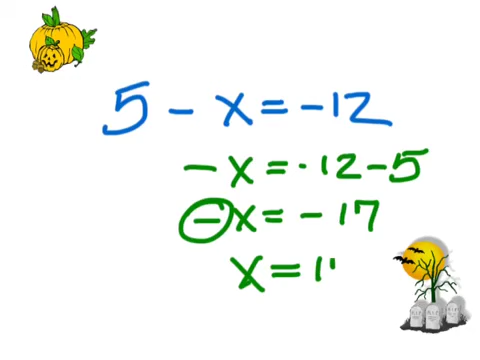 5 - x = -12
- x = -12 - 5
- x = - 17
x = 1